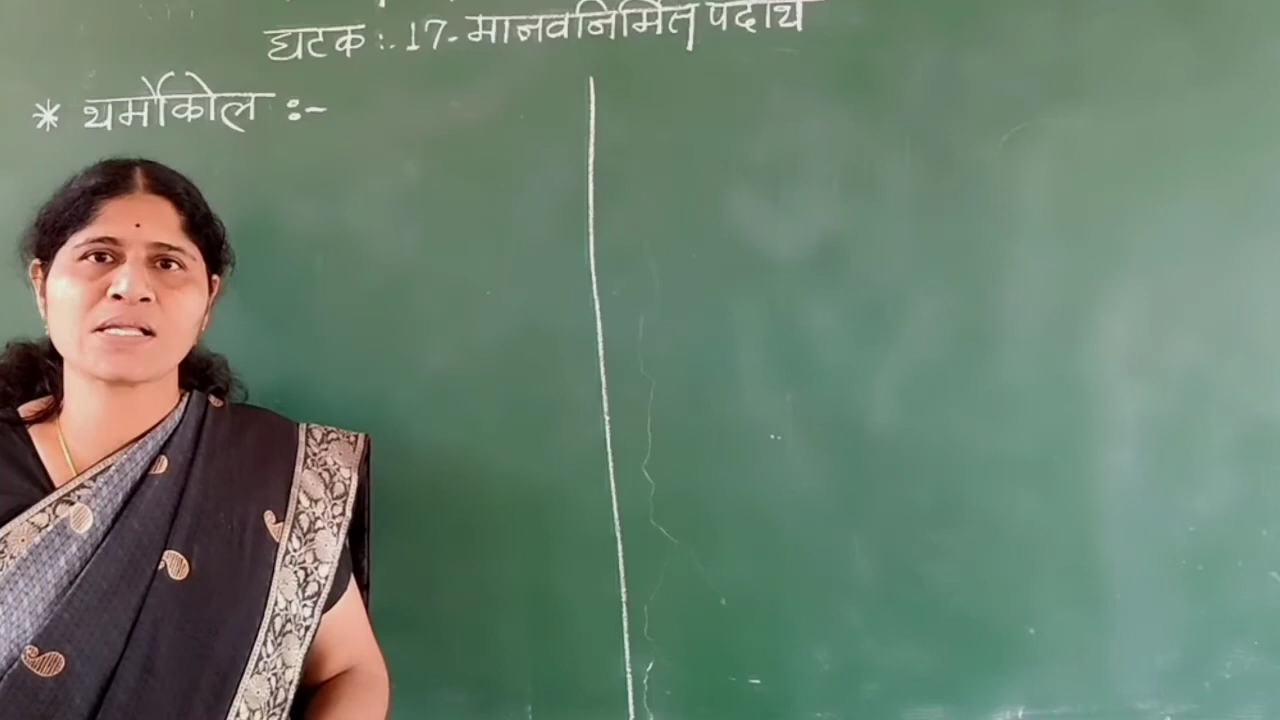 घटक :- 17- मानवनिर्मित पदार्थ
* थर्मोकोल :-